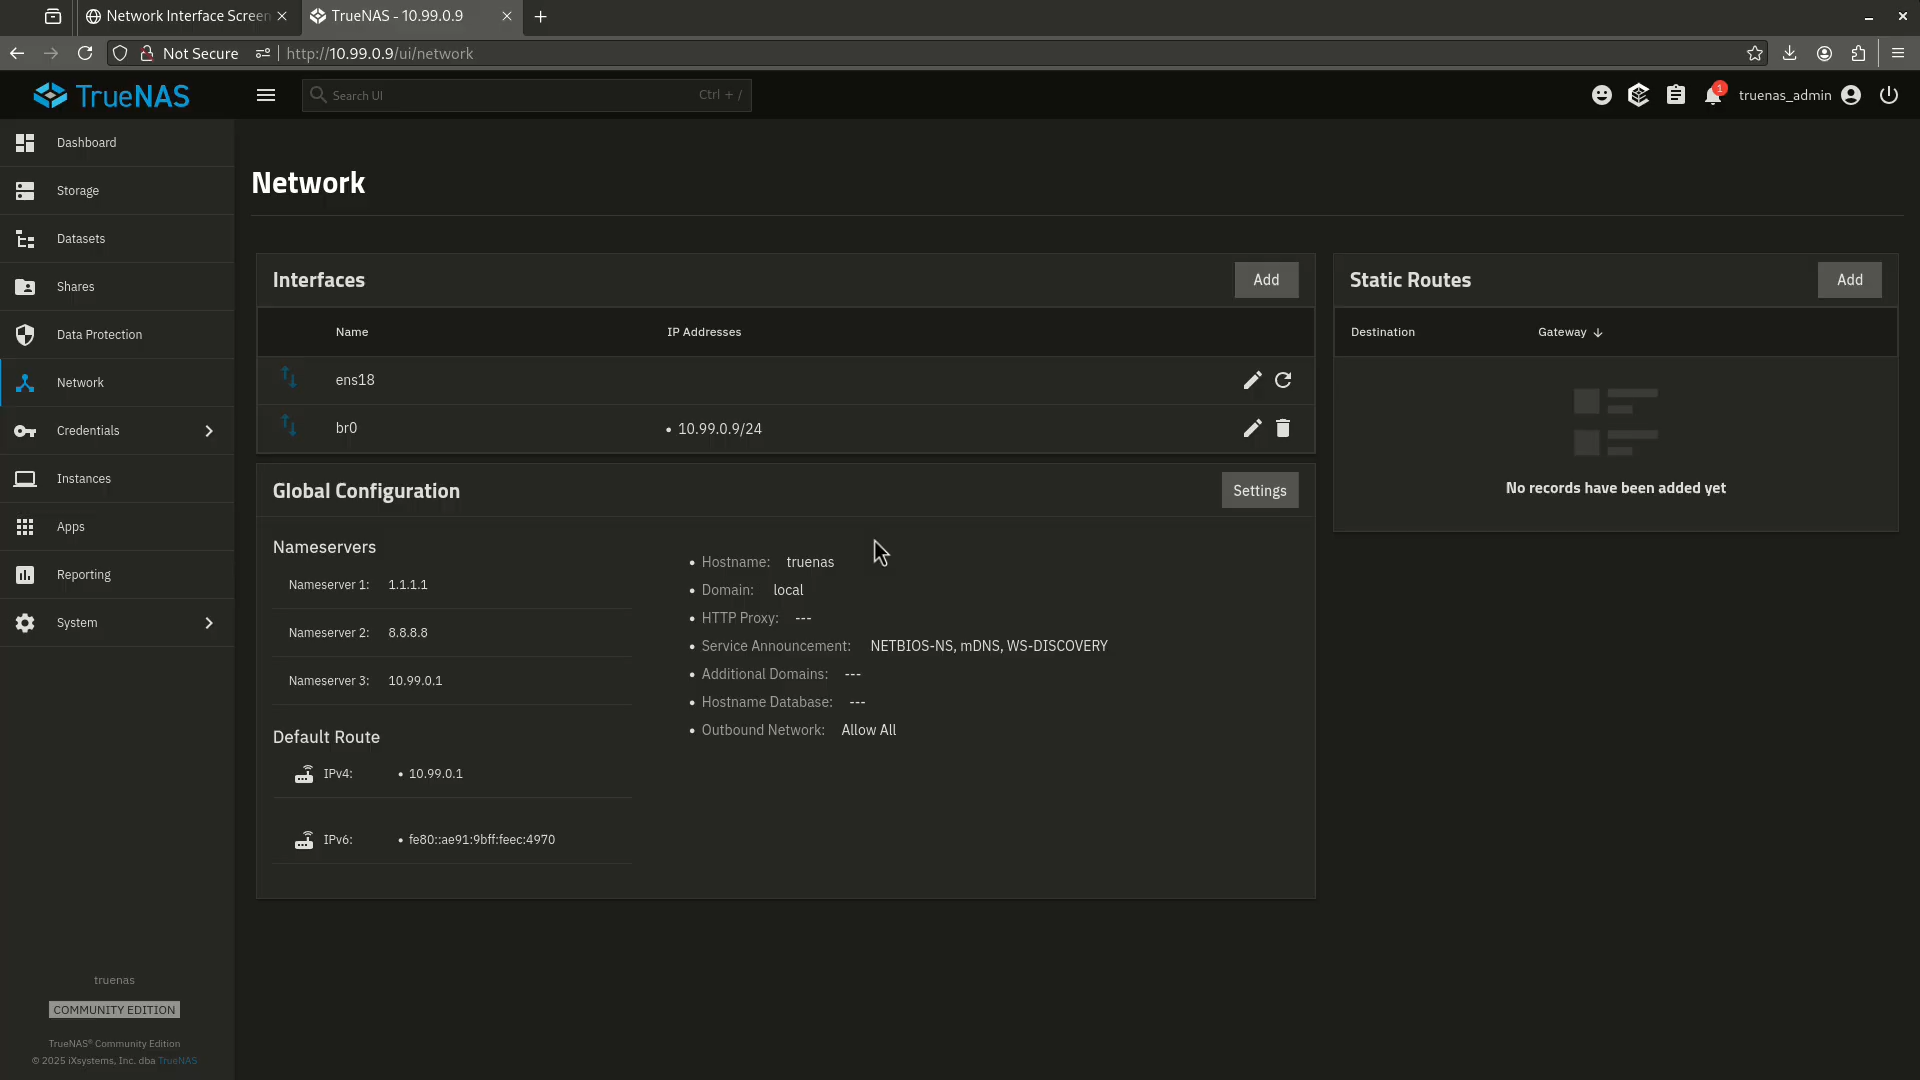 Network Interface Screen
TrueNAS - 10.99.0.9
Not Secure
http://10.99.0.9/ui/network
TrueNAS
Search UI
Ctrl + /
1
truenas_admin
Dashboard
Storage
Datasets
Shares
Data Protection
Network
Credentials
Instances
Apps
Reporting
System
truenas
COMMUNITY EDITION
TrueNAS® Community Edition
© 2025 iXsystems, Inc. dba TrueNAS
Network
Interfaces
Add
Name
IP Addresses
ens18
br0
• 10.99.0.9/24
Global Configuration
Settings
Nameservers
Nameserver 1: 1.1.1.1
Nameserver 2: 8.8.8.8
Nameserver 3: 10.99.0.1
Default Route
IPv4: • 10.99.0.1
IPv6: • fe80::ae91:9bff:feec:4970
• Hostname: truenas
• Domain: local
• HTTP Proxy: ---
• Service Announcement: NETBIOS-NS, mDNS, WS-DISCOVERY
• Additional Domains: ---
• Hostname Database: ---
• Outbound Network: Allow All
Static Routes
Add
Destination
Gateway
No records have been added yet